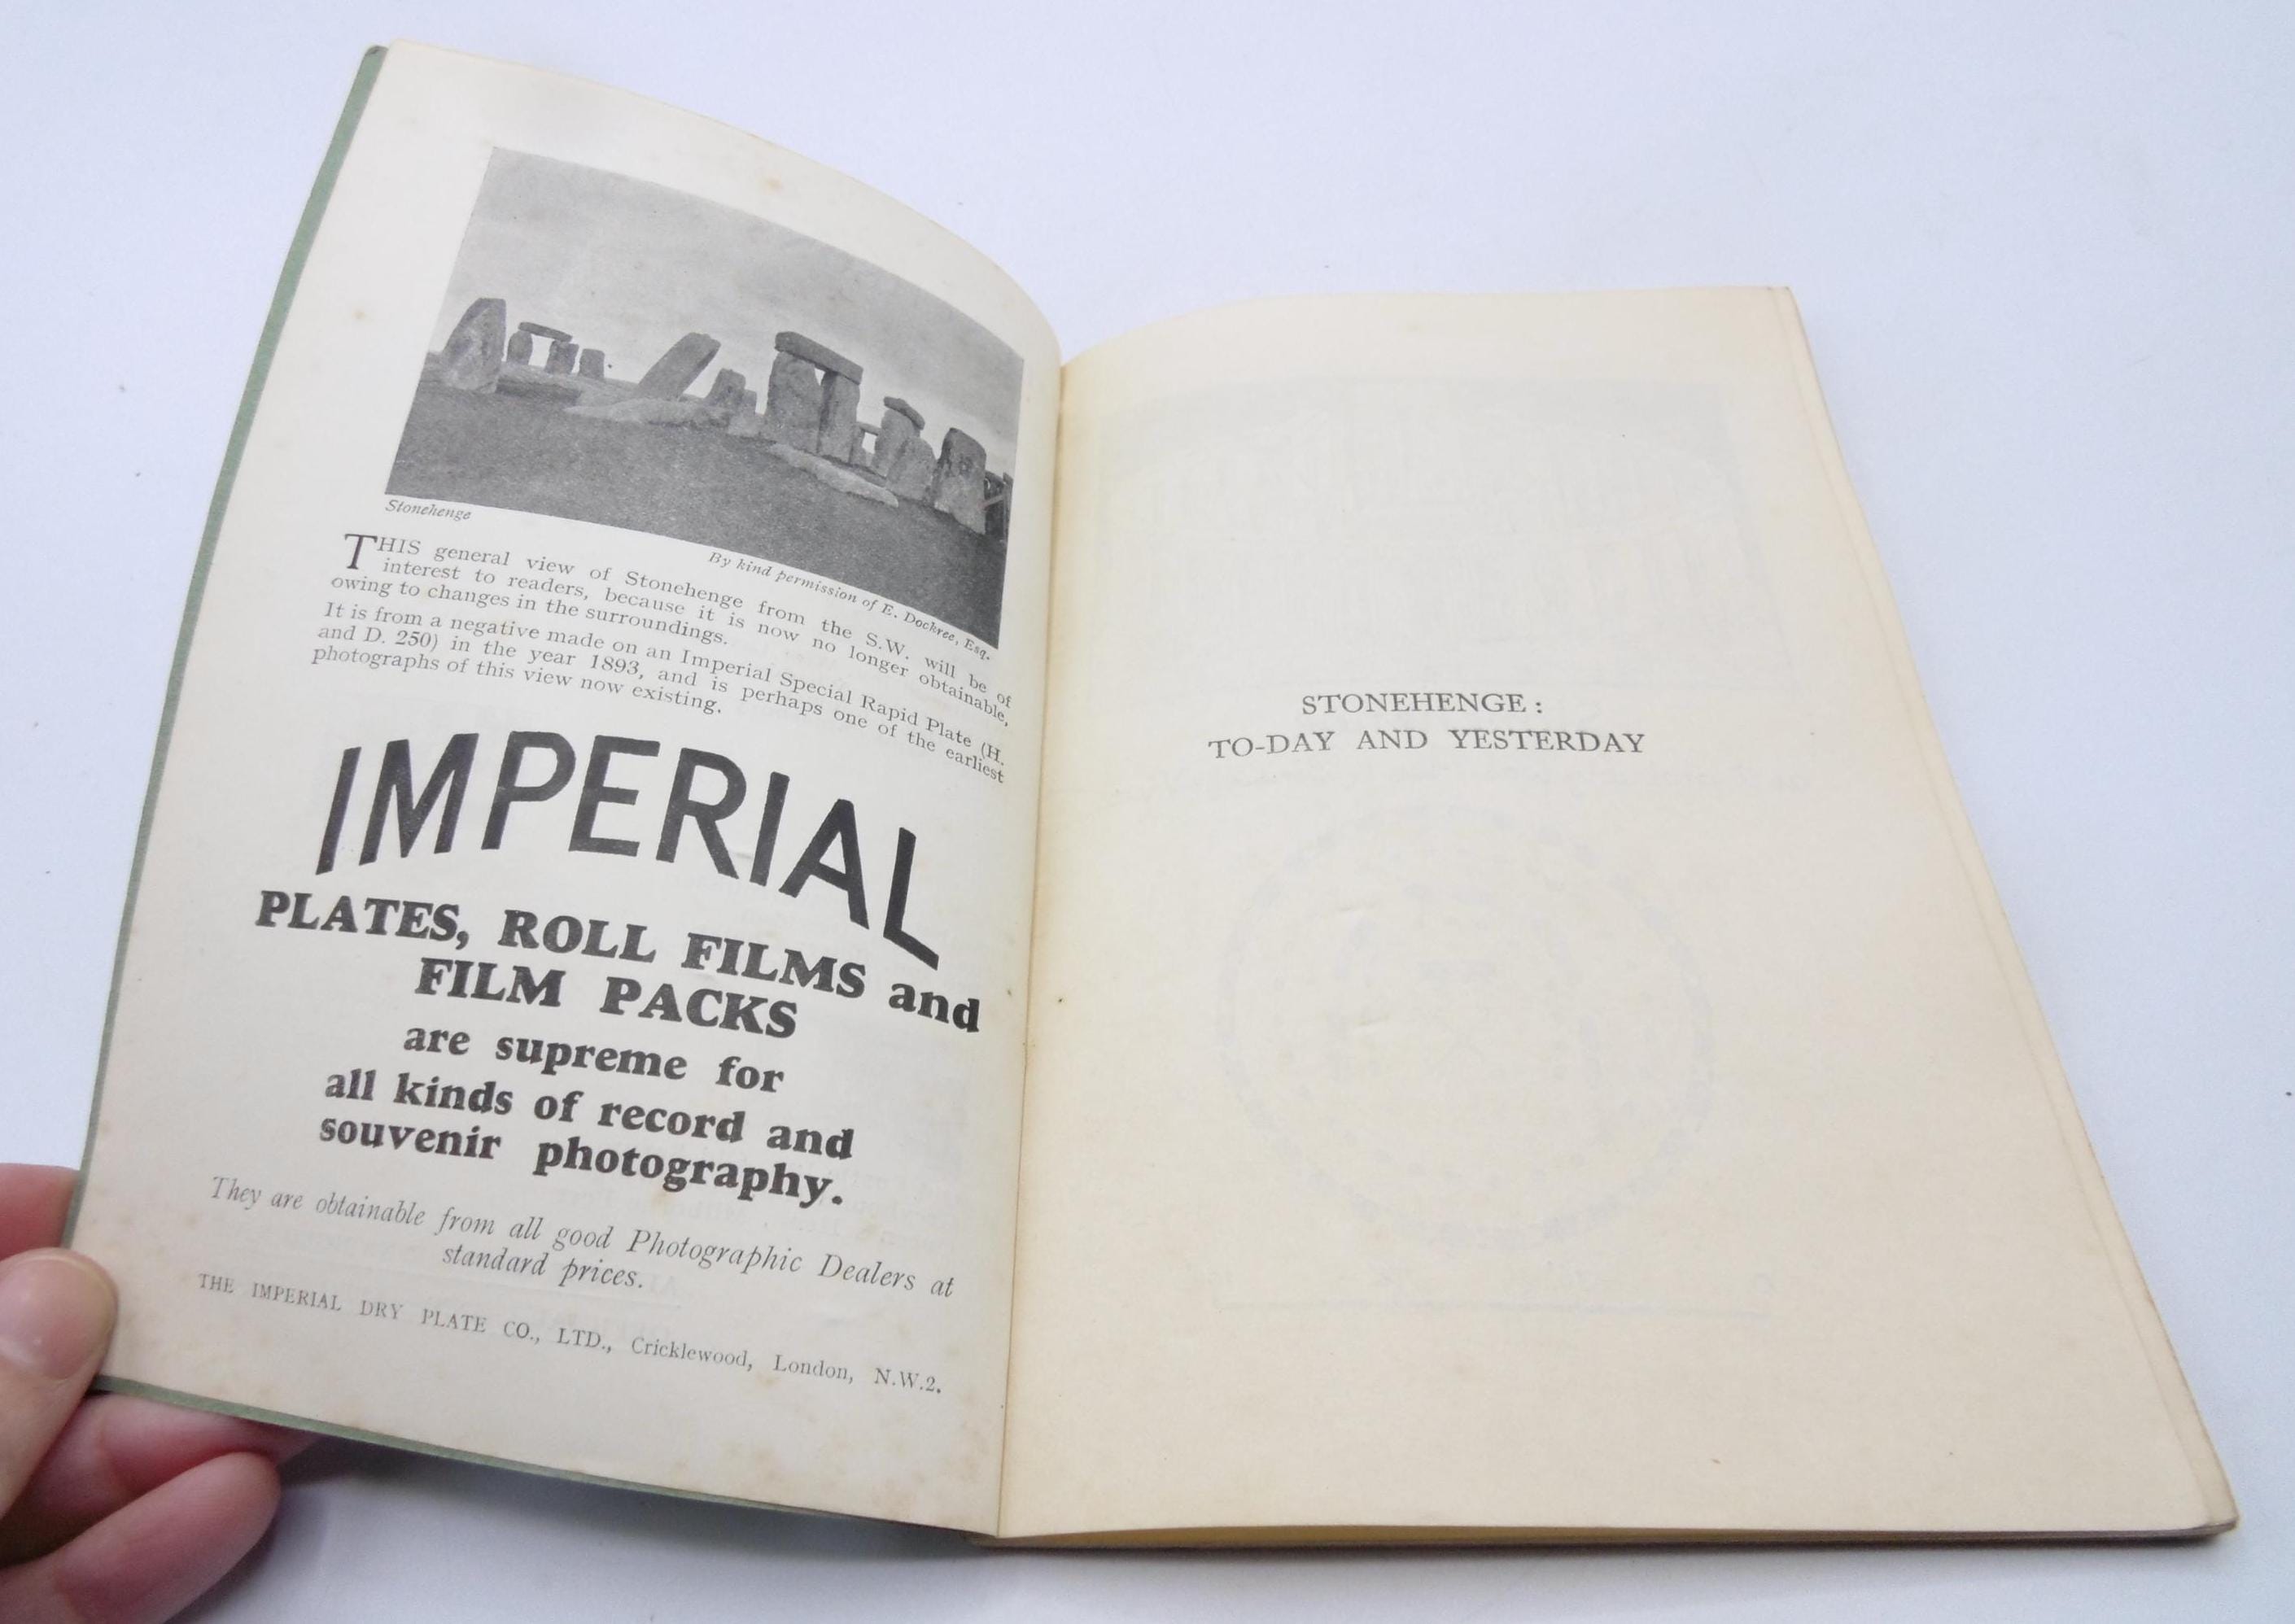 Stonehenge
By kind permission of E. Dockree, Esq.
THIS general view of Stonehenge from the S.W. will be of
interest to readers, because it is now no longer obtainable,
owing to changes in the surroundings.
It is from a negative made on an Imperial Special Rapid Plate (H.
and D. 250) in the year 1893, and is perhaps one of the earliest
photographs of this view now existing.
IMPERIAL
PLATES, ROLL FILMS and
FILM PACKS
are supreme for
all kinds of record and
souvenir photography.
They are obtainable from all good Photographic Dealers at
standard prices.
THE IMPERIAL DRY PLATE CO., LTD., Cricklewood, London, N.W.2.
STONEHENGE :
TO-DAY AND YESTERDAY